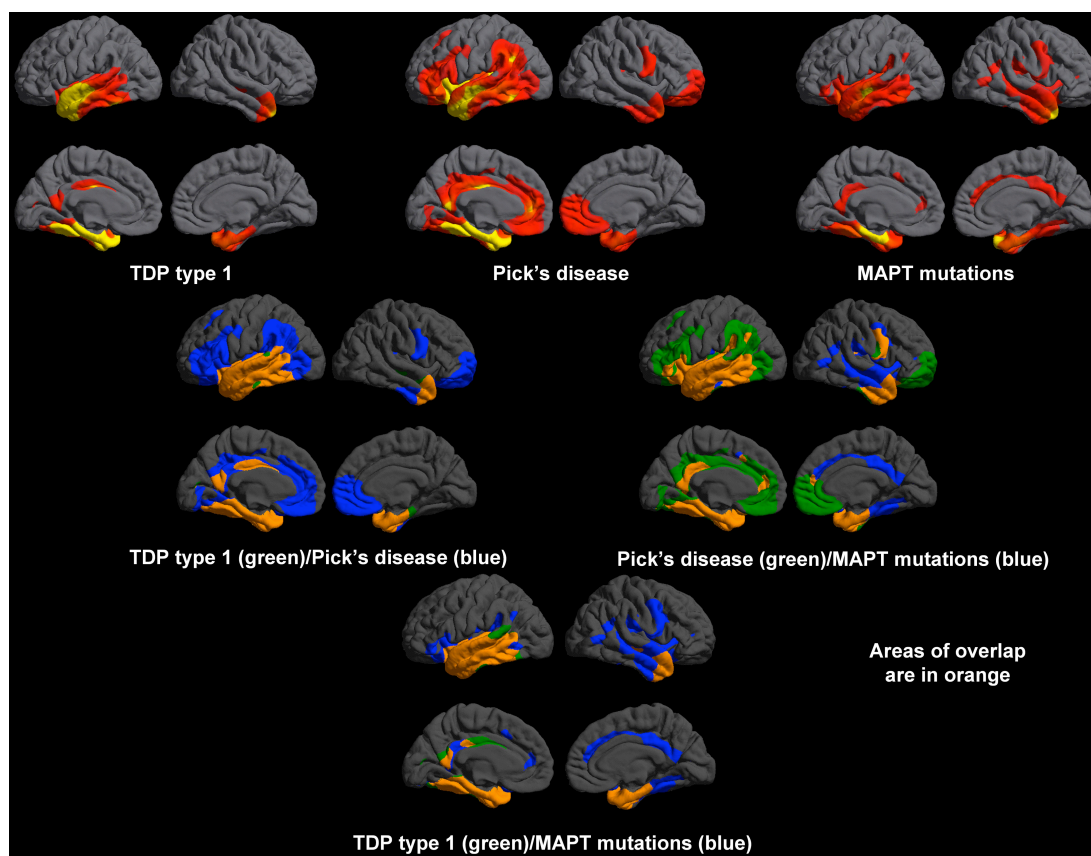 TDP type 1
Pick's disease
MAPT mutations
TDP type 1 (green)/Pick's disease (blue)
Pick's disease (green)/MAPT mutations (blue)
Areas of overlap
are in orange
TDP type 1 (green)/MAPT mutations (blue)